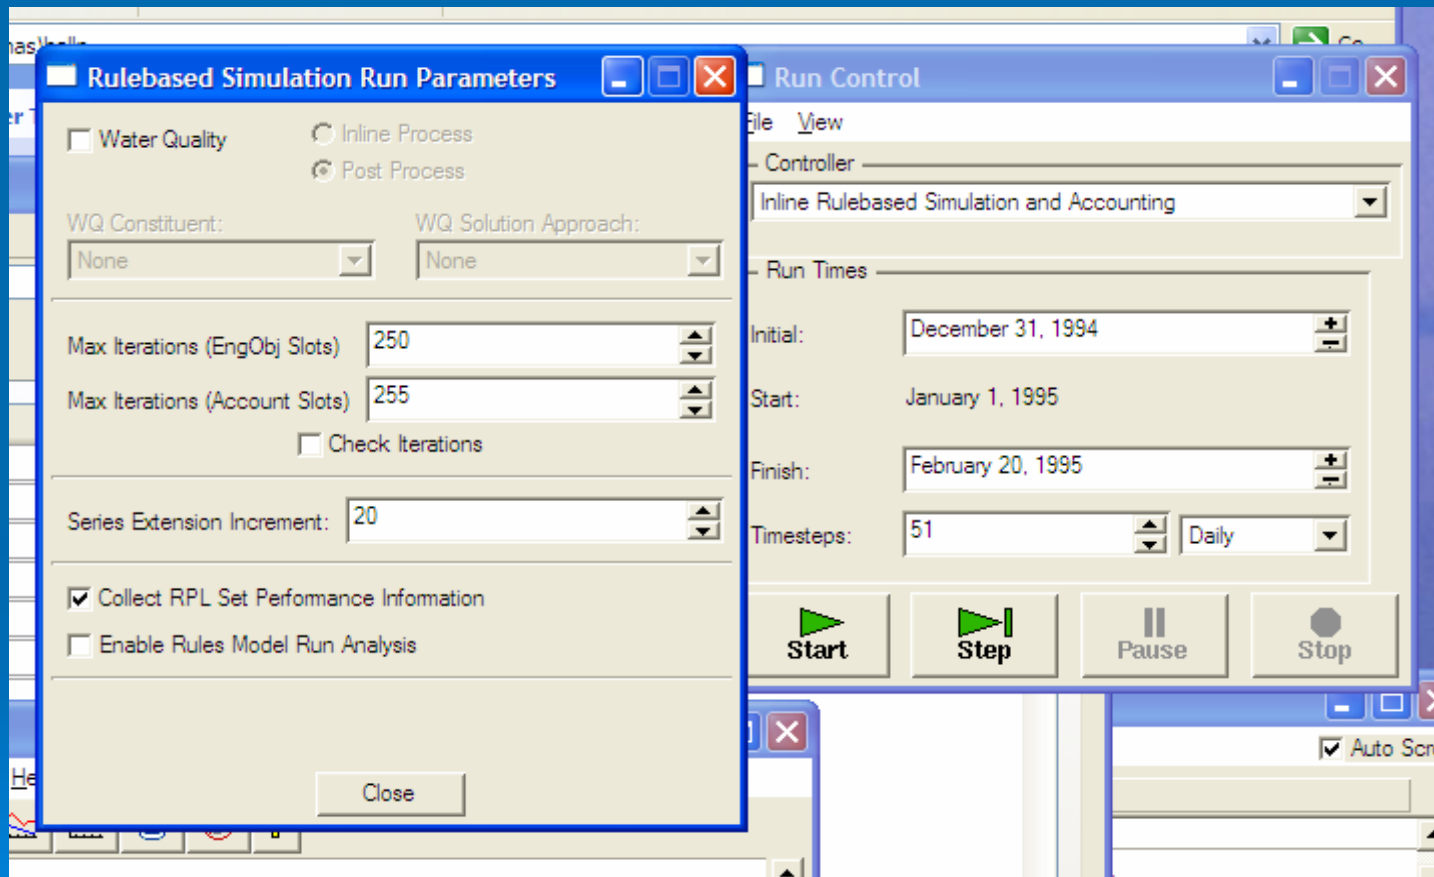 Rulebased Simulation Run Parameters
Water Quality
Inline Process
Post Process
WQ Constituent:
WQ Solution Approach:
None
None
Max Iterations (EngObj Slots)
250
Max Iterations (Account Slots)
255
Check Iterations
Series Extension Increment:
20
Collect RPL Set Performance Information
Enable Rules Model Run Analysis
Close
Run Control
File View
Controller
Inline Rulebased Simulation and Accounting
Run Times
Initial:
December 31, 1994
Start:
January 1, 1995
Finish:
February 20, 1995
Timesteps:
51
Daily
Start
Step
Pause
Stop
Auto Scr
He